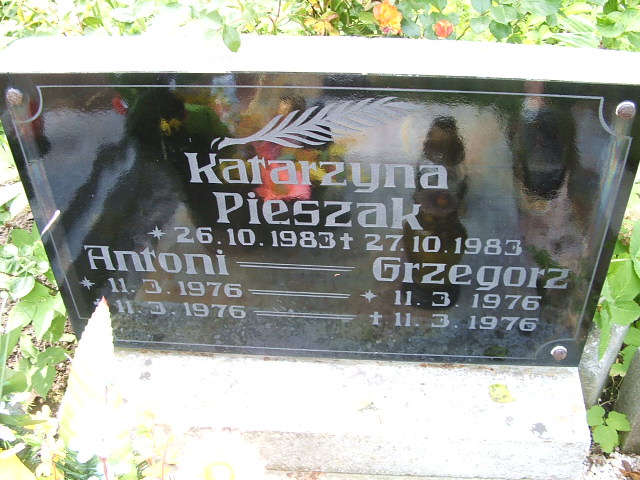 Katarzyna
Pieszak
* 26.10.1983 † 27.10.1983
Antoni Grzegorz
* 11.3.1976 * 11.3.1976
† 11.3.1976 † 11.3.1976